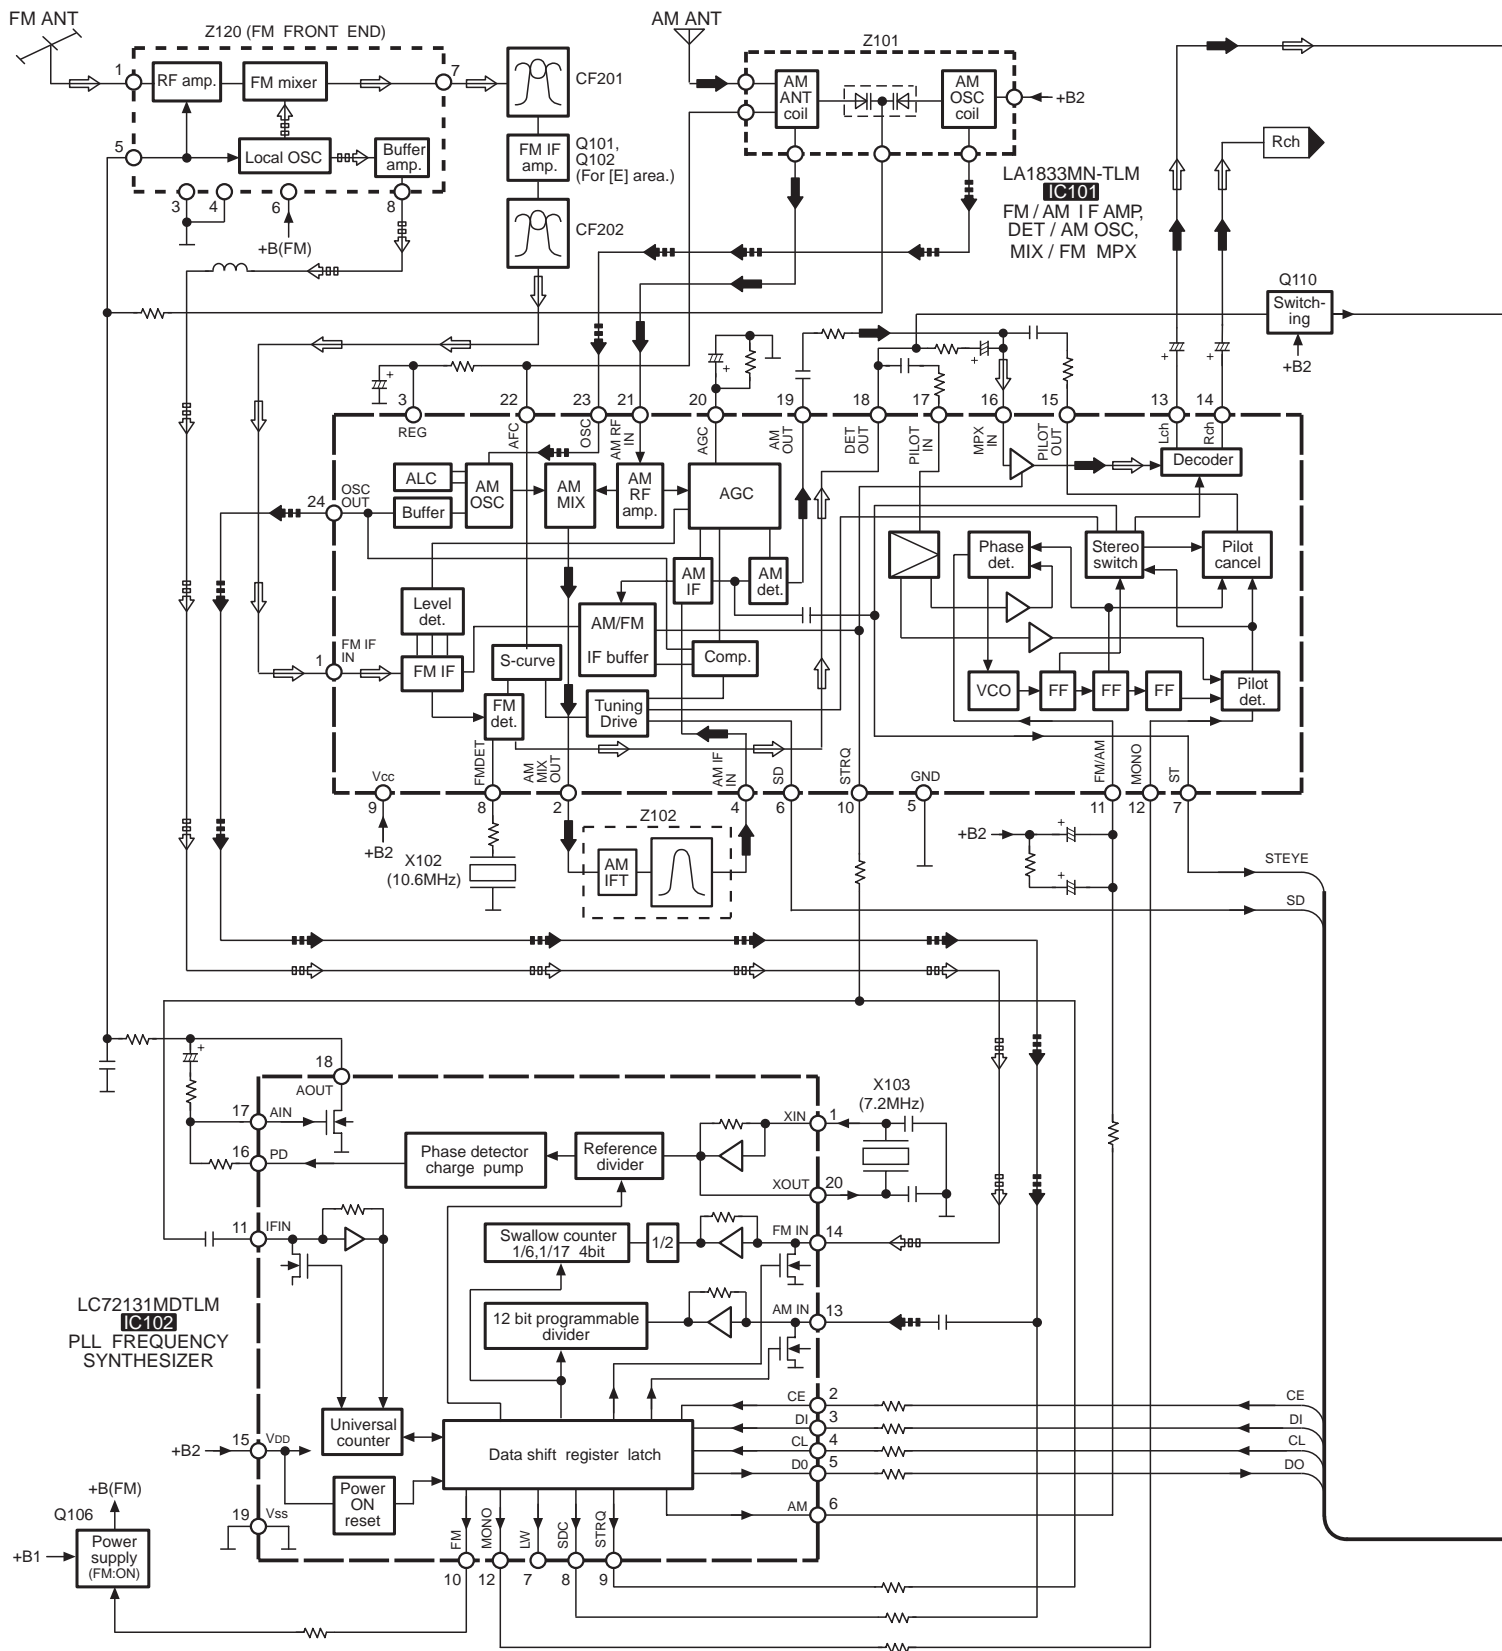 FM ANT
AM ANT
Z120 (FM FRONT END)
Z101
1
RF amp.
FM mixer
7
CF201
AM
ANT
coil
AM
OSC
coil
+B2
5
Local OSC
Buffer
amp.
FM IF
amp.
Q101,
Q102
(For [E] area.)
Rch
3
4
6
8
+B(FM)
CF202
LA1833MN-TLM
IC101
FM / AM I F AMP,
DET / AM OSC,
MIX / FM MPX
Q110
Switch-
ing
+B2
3
22
23
21
20
19
18
17
16
15
13
14
REG
AFC
OSC
AM RF
IN
AGC
AM
OUT
DET
OUT
PILOT
IN
MPX
IN
PILOT
OUT
Lch
Rch
ALC
Buffer
AM
OSC
AM
MIX
AM
RF
amp.
AGC
Decoder
24
OSC
OUT
Phase
det.
Stereo
switch
Pilot
cancel
AM
IF
AM
det.
Level
det.
AM/FM
IF buffer
1
FM IF
IN
FM IF
S-curve
Comp.
FM
det.
Tuning
Drive
VCO
FF
FF
FF
Pilot
det.
Vcc
FMDET
AM
MIX
OUT
AM IF
IN
SD
STRQ
GND
FM/AM
MONO
ST
9
8
2
4
6
10
5
11
12
7
+B2
X102
(10.6MHz)
Z102
AM
IFT
+B2
STEYE
SD
18
AOUT
17
AIN
16
PD
Phase detector
charge pump
Reference
divider
XIN
1
X103
(7.2MHz)
XOUT
20
11
IFIN
Swallow counter
1/6,1/17 4bit
1/2
FM IN
14
LC72131MDTLM
IC102
PLL FREQUENCY
SYNTHESIZER
12 bit programmable
divider
AM IN
13
Universal
counter
CE
2
CE
DI
3
DI
CL
4
CL
D0
5
DO
+B2
15
VDD
Data shift register latch
Power
ON
reset
AM
6
19
Vss
+B(FM)
Q106
+B1
Power
supply
(FM:ON)
FM
MONO
LW
SDC
STRQ
10
12
7
8
9